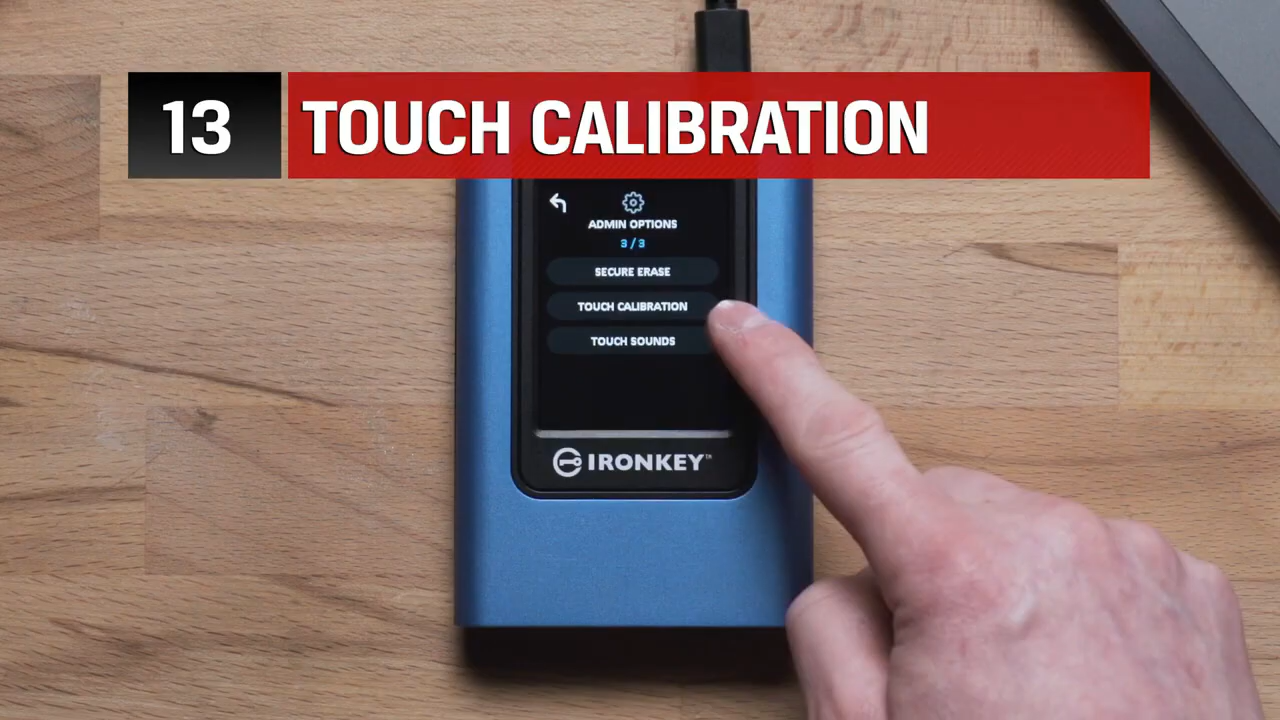 13 TOUCH CALIBRATION
ADMIN OPTIONS
3 / 3
SECURE ERASE
TOUCH CALIBRATION
TOUCH SOUNDS
IRONKEY™